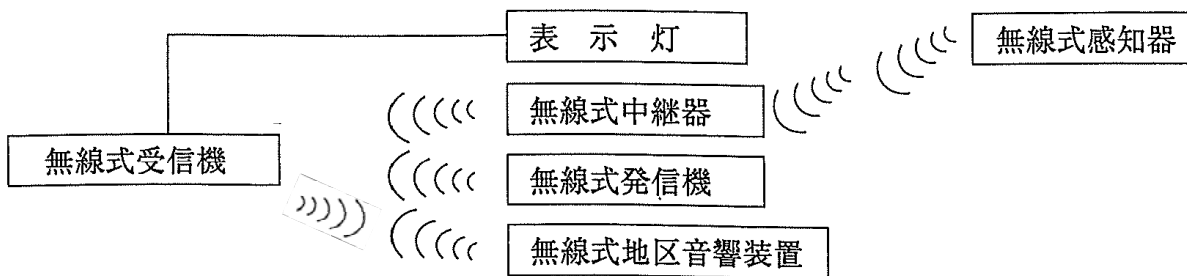 表 示 灯
無線式感知器
無線式中継器
無線式受信機
無線式発信機
無線式地区音響装置